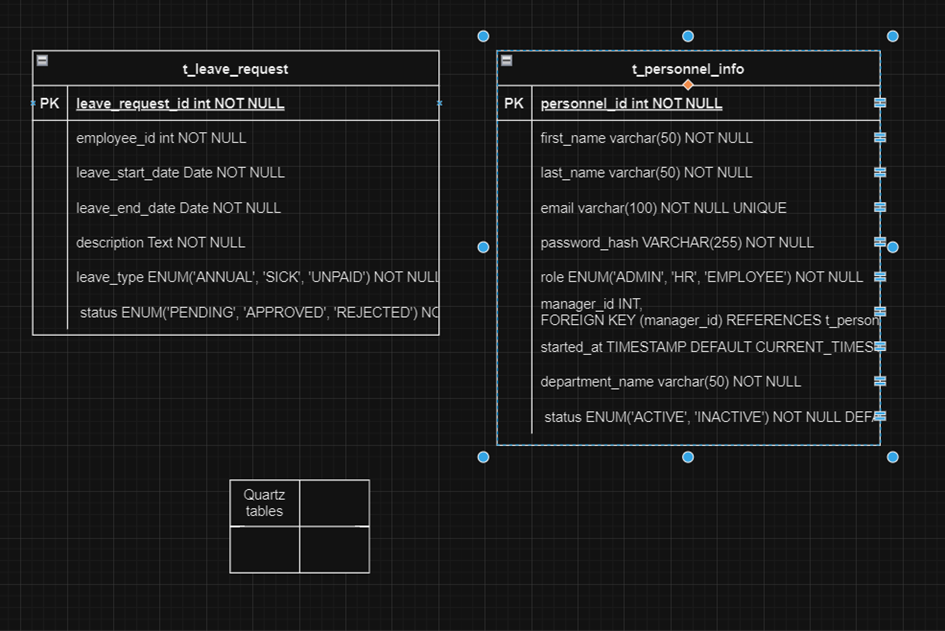 t_leave_request
PK leave_request_id int NOT NULL
employee_id int NOT NULL
leave_start_date Date NOT NULL
leave_end_date Date NOT NULL
description Text NOT NULL
leave_type ENUM('ANNUAL', 'SICK', 'UNPAID') NOT NULL
status ENUM('PENDING', 'APPROVED', 'REJECTED') NO
t_personnel_info
PK personnel_id int NOT NULL
first_name varchar(50) NOT NULL
last_name varchar(50) NOT NULL
email varchar(100) NOT NULL UNIQUE
password_hash VARCHAR(255) NOT NULL
role ENUM('ADMIN', 'HR', 'EMPLOYEE') NOT NULL
manager_id INT,
FOREIGN KEY (manager_id) REFERENCES t_person
started_at TIMESTAMP DEFAULT CURRENT_TIMES
department_name varchar(50) NOT NULL
status ENUM('ACTIVE', 'INACTIVE') NOT NULL DEFA
Quartz
tables